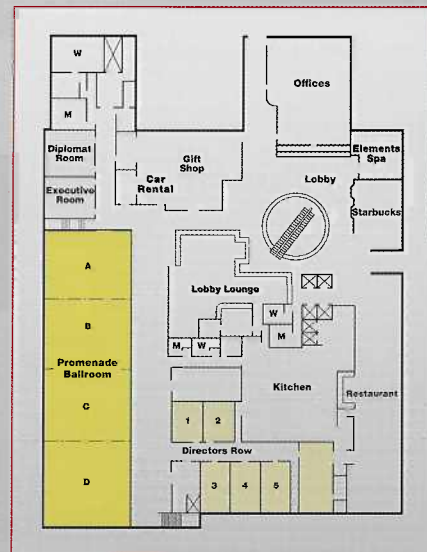 W
Offices
M
Diplomat
Room
Gift
Shop
Elements
Spa
Car
Rental
Lobby
Executive
Room
Starbucks
A
Lobby Lounge
B
W
M
M
W
Promenade
Ballroom
Kitchen
Restaurant
C
1
2
Directors Row
D
3
4
5